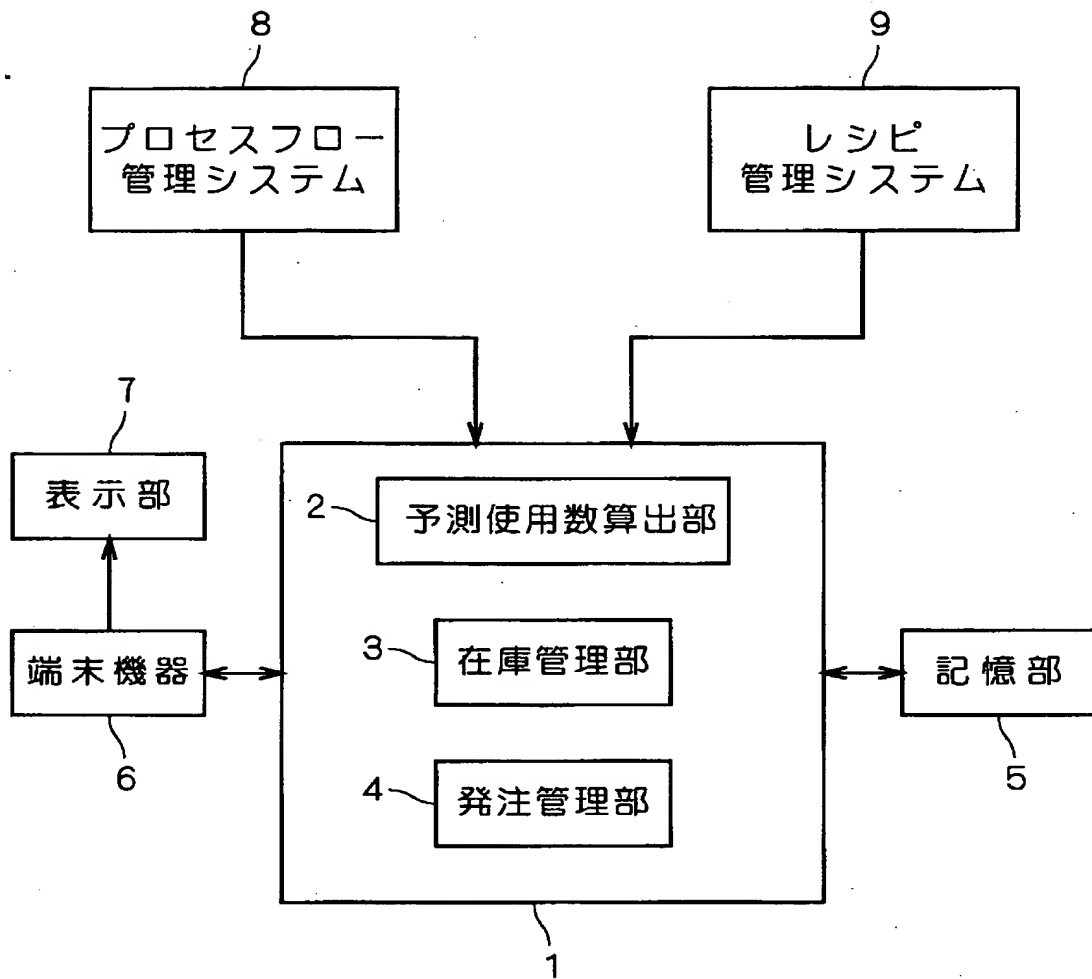 8
9
プロセスフロー
管理システム
レシピ
管理システム
7
表示部
2
予測使用数算出部
端末機器
3
在庫管理部
記憶部
6
4
発注管理部
5
1